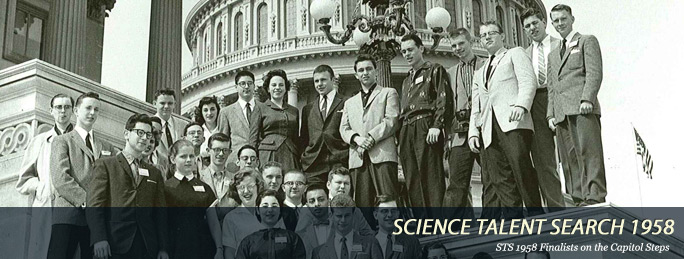 SCIENCE TALENT SEARCH 1958
STS 1958 Finalists on the Capitol Steps